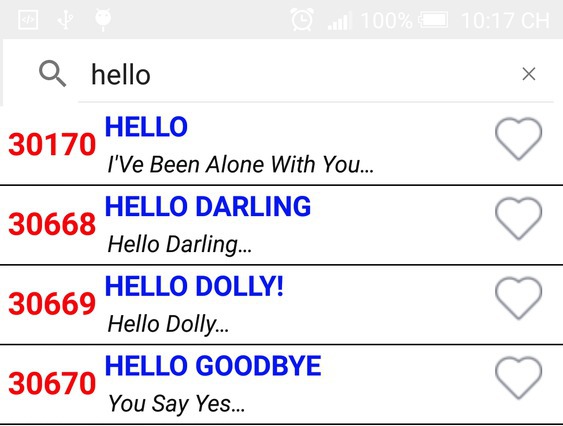 100% 10:17 CH
hello
30170 HELLO
I'Ve Been Alone With You...
30668 HELLO DARLING
Hello Darling...
30669 HELLO DOLLY!
Hello Dolly...
30670 HELLO GOODBYE
You Say Yes...